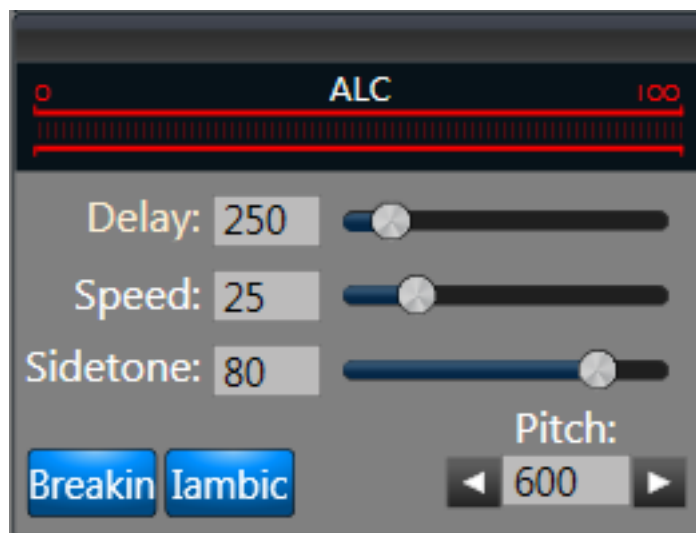 0 ALC 100
Delay: 250
Speed: 25
Sidetone: 80
Pitch:
Breakin Iambic 600